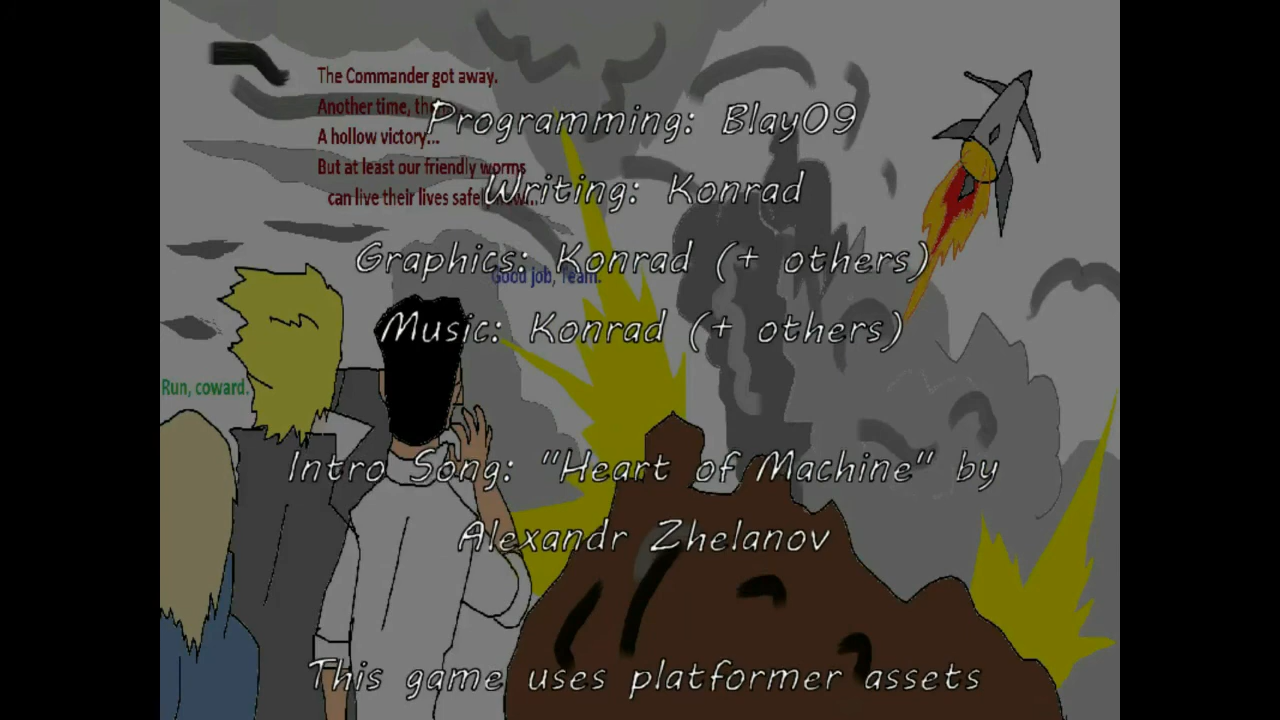 The Commander got away.
Another time, th
A hollow victory...
But at least our friendly worms
can live their lives safe
Good job, Team.
Run, coward.
Programming: Blay09
Writing: Konrad
Graphics: Konrad (+ others)
Music: Konrad (+ others)
Intro Song: "Heart of Machine" by
Alexandr Zhelanov
This game uses platformer assets